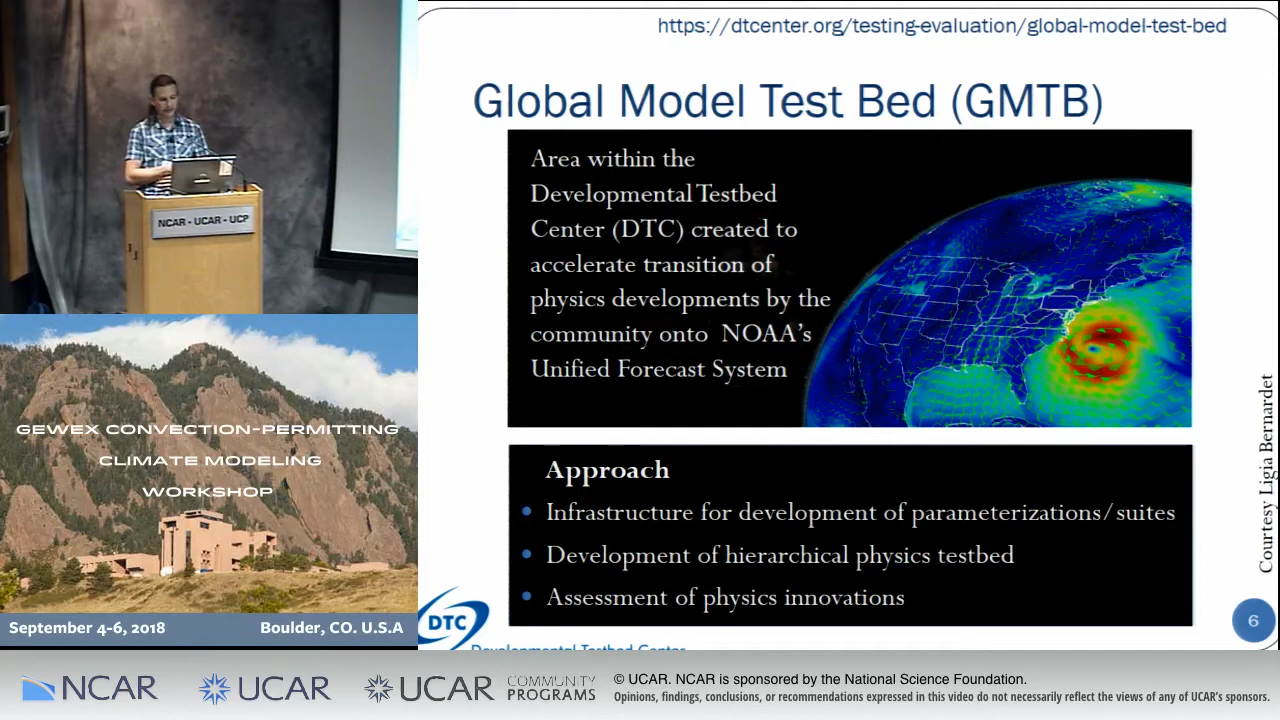 https://dtcenter.org/testing-evaluation/global-model-test-bed
Global Model Test Bed (GMTB)
Area within the
Developmental Testbed
Center (DTC) created to
accelerate transition of
physics developments by the
community onto NOAA's
Unified Forecast System
Approach
Infrastructure for development of parameterizations/suites
Development of hierarchical physics testbed
Assessment of physics innovations
Courtesy Ligia Bernardet
6
DTC
Developmental Testbed Center
NCAR - UCAR - UCP
GEWEX CONVECTION-PERMITTING
CLIMATE MODELING
WORKSHOP
September 4-6, 2018
Boulder, CO. U.S.A
NCAR
UCAR
UCAR
COMMUNITY
PROGRAMS
© UCAR. NCAR is sponsored by the National Science Foundation.
Opinions, findings, conclusions, or recommendations expressed in this video do not necessarily reflect the views of any of UCAR's sponsors.